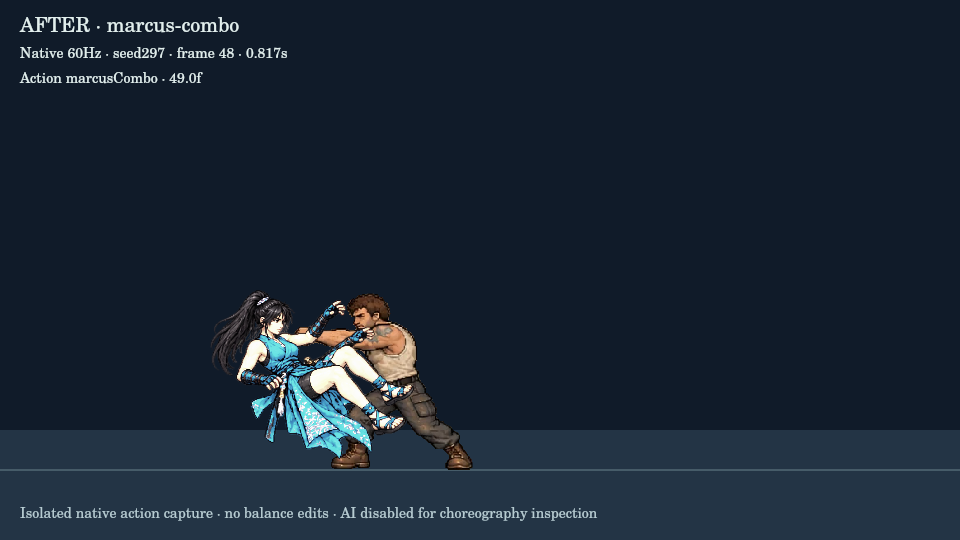 AFTER · marcus-combo
Native 60Hz · seed297 · frame 48 · 0.817s
Action marcusCombo · 49.0f
Isolated native action capture · no balance edits · AI disabled for choreography inspection